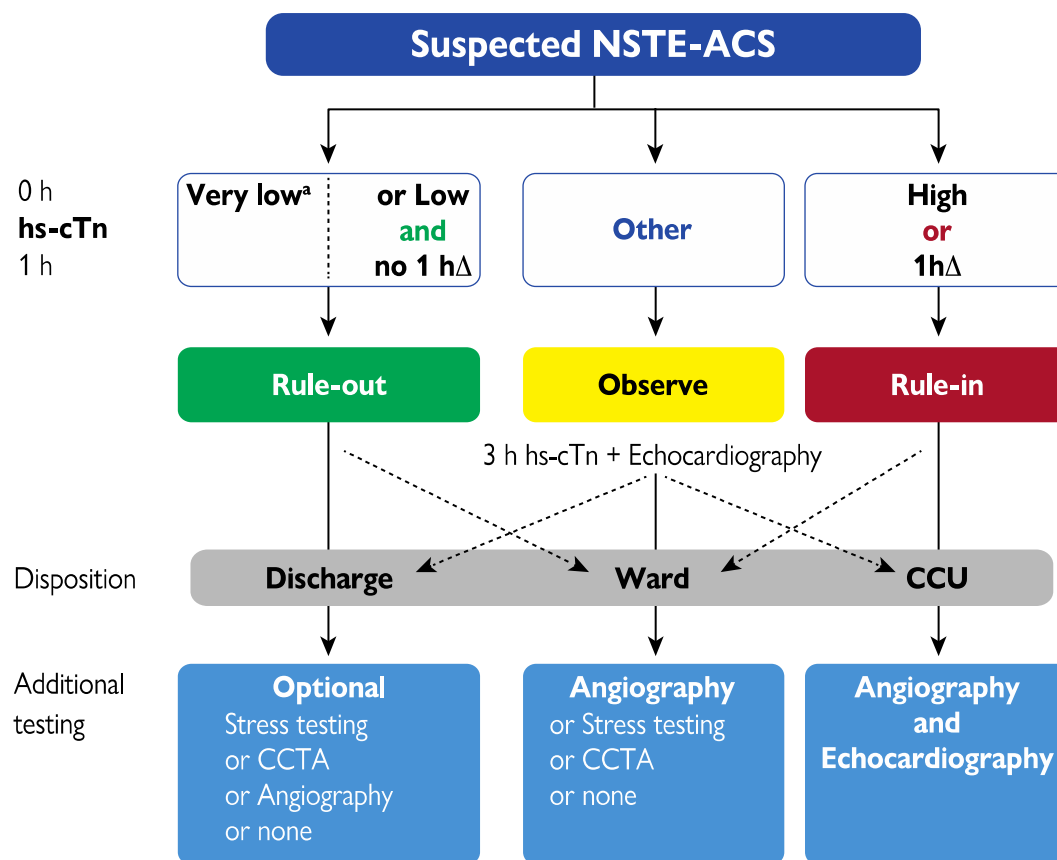 Suspected NSTE-ACS
0 h
hs-cTn
1 h
Very lowᵃ
or Low
and
no 1 hΔ
Other
High
or
1hΔ
Rule-out
Observe
Rule-in
3 h hs-cTn + Echocardiography
Disposition
Discharge
Ward
CCU
Additional
testing
Optional
Stress testing
or CCTA
or Angiography
or none
Angiography
or Stress testing
or CCTA
or none
Angiography
and
Echocardiography